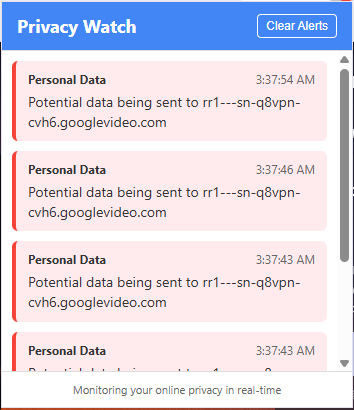 Privacy Watch
Clear Alerts
Personal Data
3:37:54 AM
Potential data being sent to rr1---sn-q8vpn-
cvh6.googlevideo.com
Personal Data
3:37:46 AM
Potential data being sent to rr1---sn-q8vpn-
cvh6.googlevideo.com
Personal Data
3:37:43 AM
Potential data being sent to rr1---sn-q8vpn-
cvh6.googlevideo.com
Personal Data
3:37:43 AM
Monitoring your online privacy in real-time